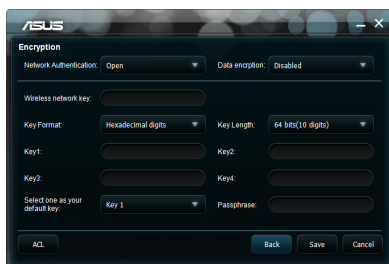 ASUS
Encryption
Network Authentication: Open Data encrption: Disabled
Wireless network key:
Key Format: Hexadecimal digits Key Length: 64 bits(10 digits)
Key1: Key2:
Key3: Key4:
Select one as your
default key: Key 1 Passphrase:
ACL Back Save Cancel